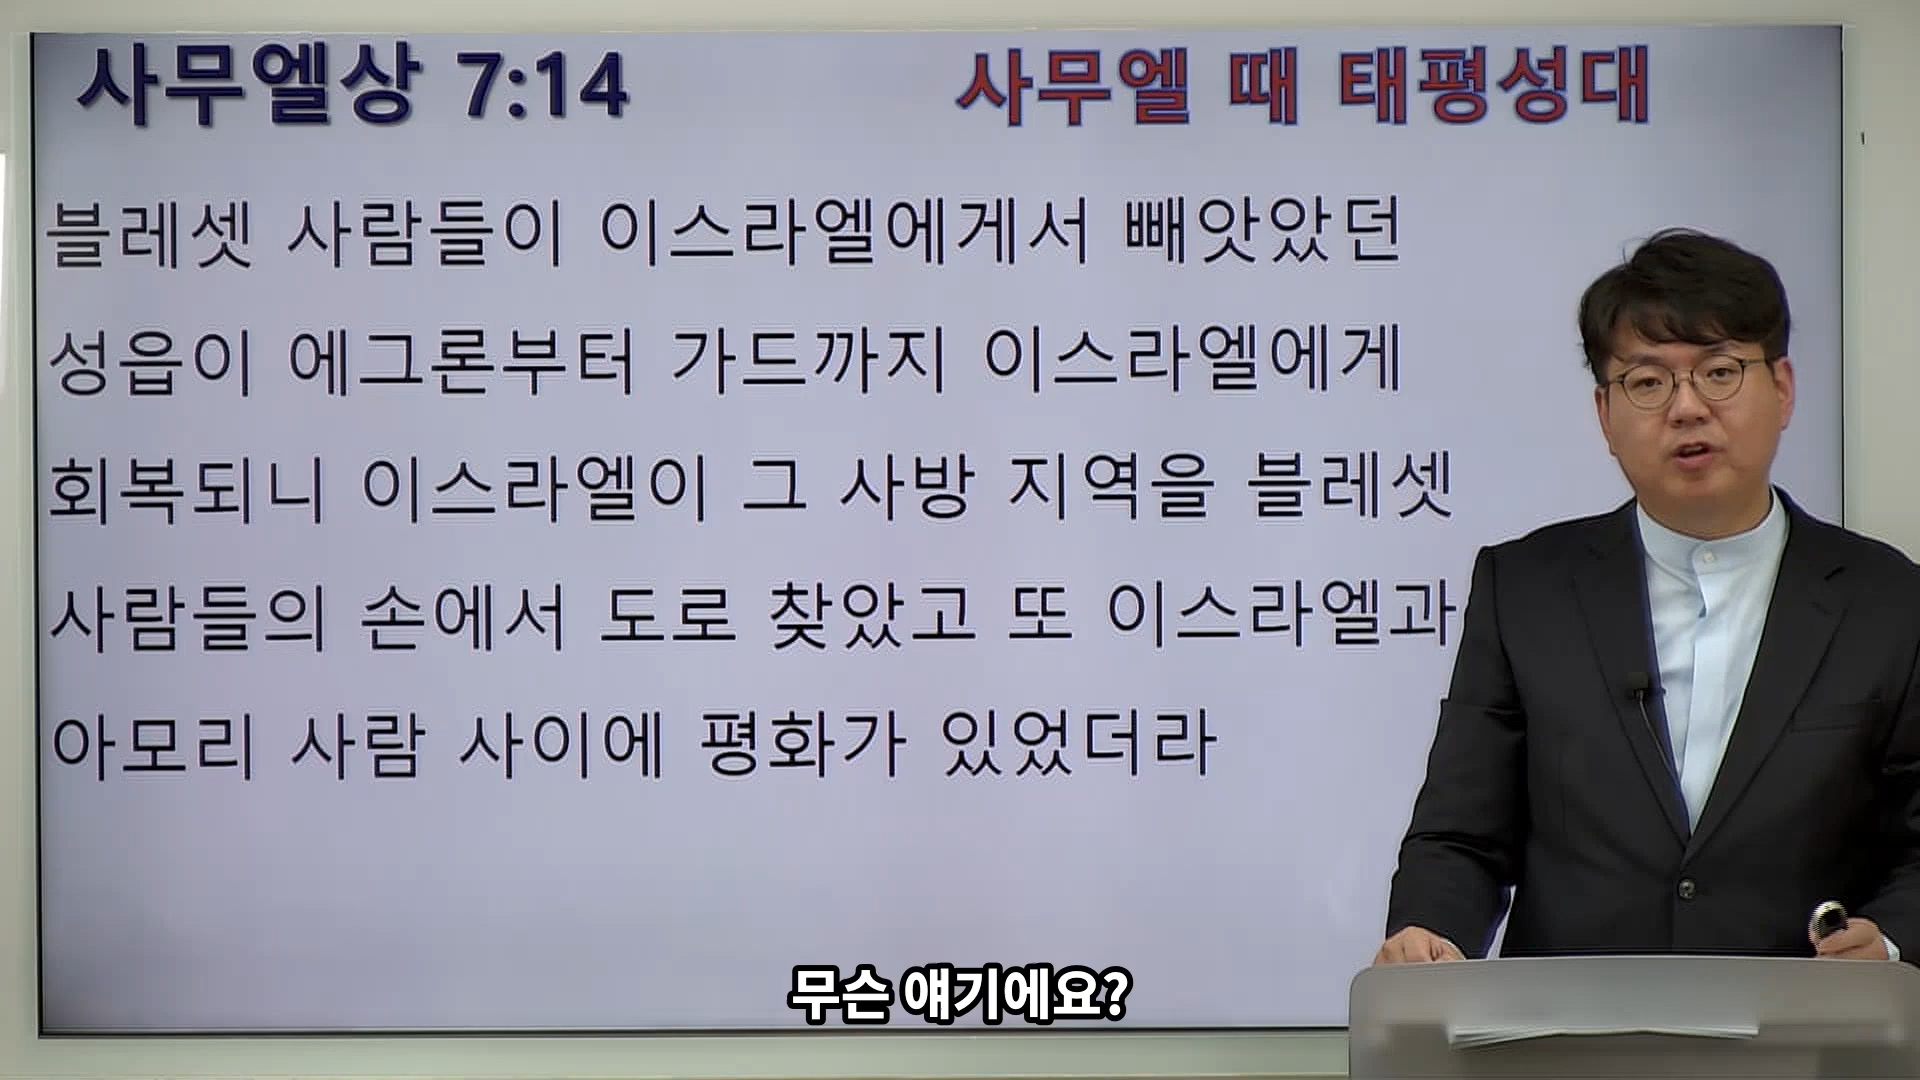 사무엘상 7:14
사무엘 때 태평성대
블레셋 사람들이 이스라엘에게서 빼앗았던
성읍이 에그론부터 가드까지 이스라엘에게
회복되니 이스라엘이 그 사방 지역을 블레셋
사람들의 손에서 도로 찾았고 또 이스라엘과
아모리 사람 사이에 평화가 있었더라
무슨 얘기에요?